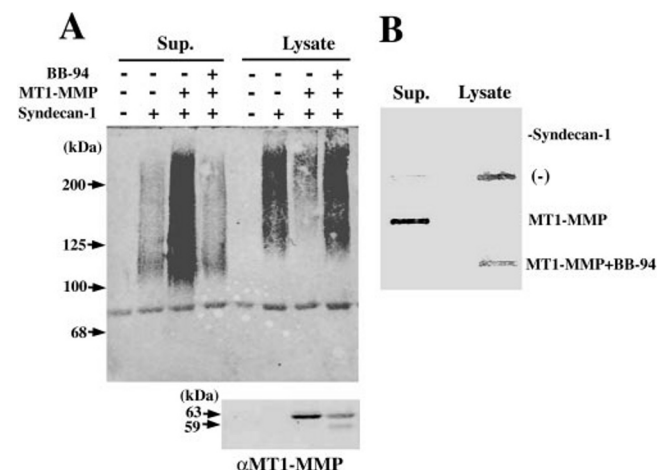 A
Sup. Lysate
BB-94 - - - + - - - +
MT1-MMP - - + + - - + +
Syndecan-1 - + + + - + + +
(kDa)
200
125
100
68
(kDa)
63
59
αMT1-MMP
B
Sup. Lysate
-Syndecan-1
(-)
MT1-MMP
MT1-MMP+BB-94